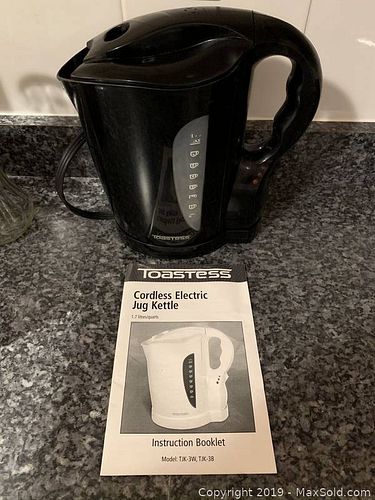 TOASTESS
TOASTESS
Cordless Electric
Jug Kettle
1.7 litres/quarts
Instruction Booklet
Model: TJK-3W, TJK-3B
Copyright 2019 - MaxSold.com